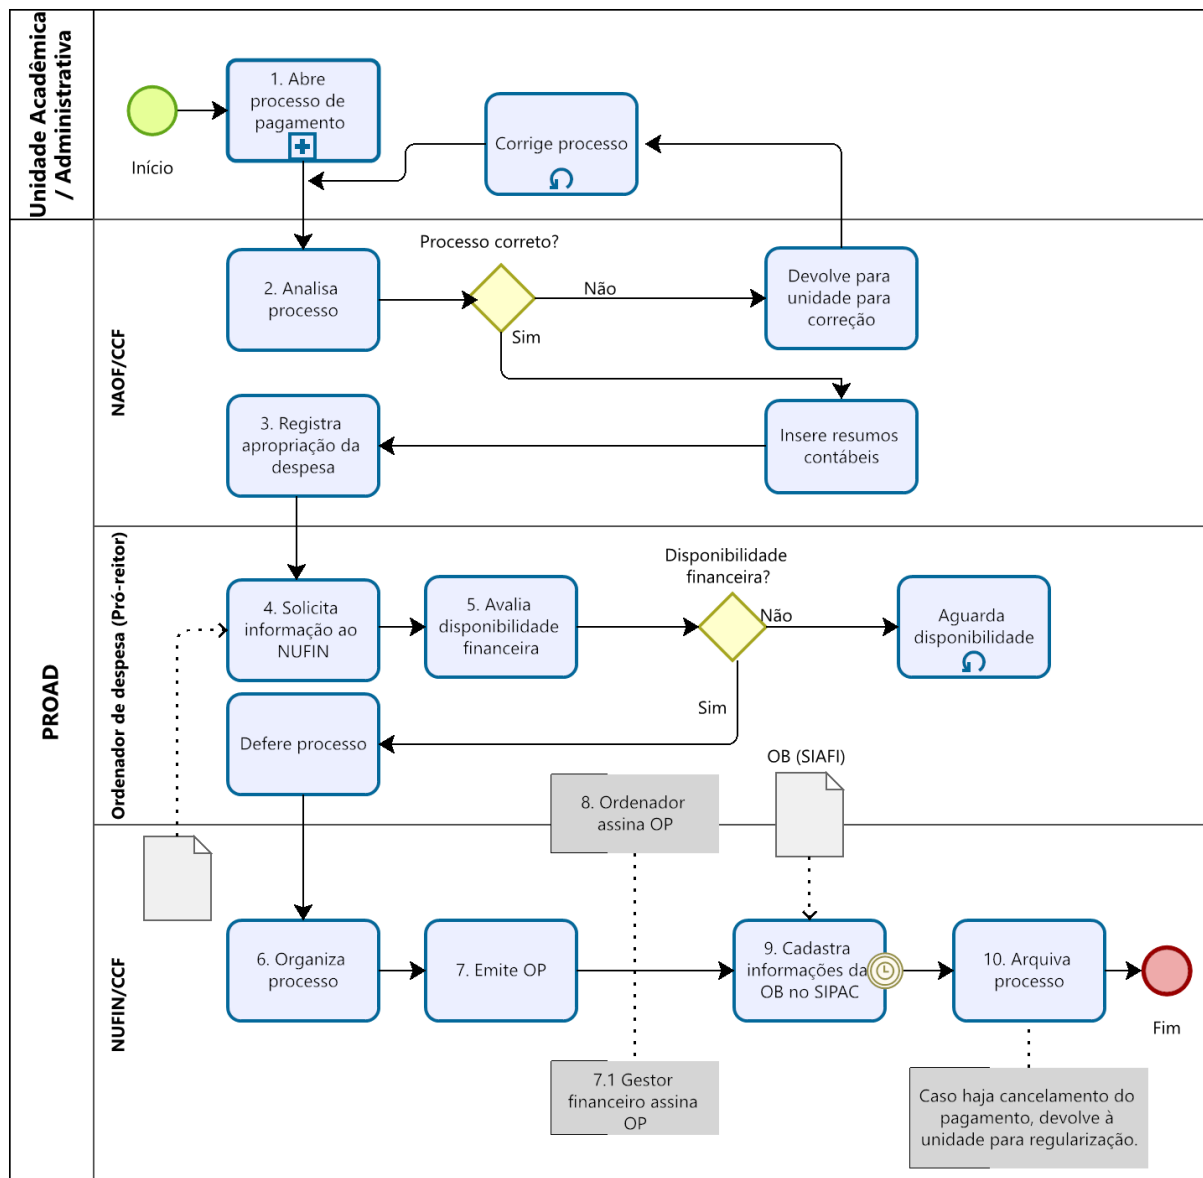 Unidade Acadêmica
/ Administrativa
Início
1. Abre
processo de
pagamento
Corrige processo
PROAD
NAOF/CCF
2. Analisa
processo
Processo correto?
Não
Sim
Devolve para
unidade para
correção
Insere resumos
contábeis
3. Registra
apropriação da
despesa
Ordenador de despesa (Pró-reitor)
4. Solicita
informação ao
NUFIN
5. Avalia
disponibilidade
financeira
Disponibilidade
financeira?
Não
Sim
Aguarda
disponibilidade
Defere processo
8. Ordenador
assina OP
OB (SIAFI)
NUFIN/CCF
6. Organiza
processo
7. Emite OP
9. Cadastra
informações da
OB no SIPAC
10. Arquiva
processo
Fim
7.1 Gestor
financeiro assina
OP
Caso haja cancelamento do
pagamento, devolve à
unidade para regularização.